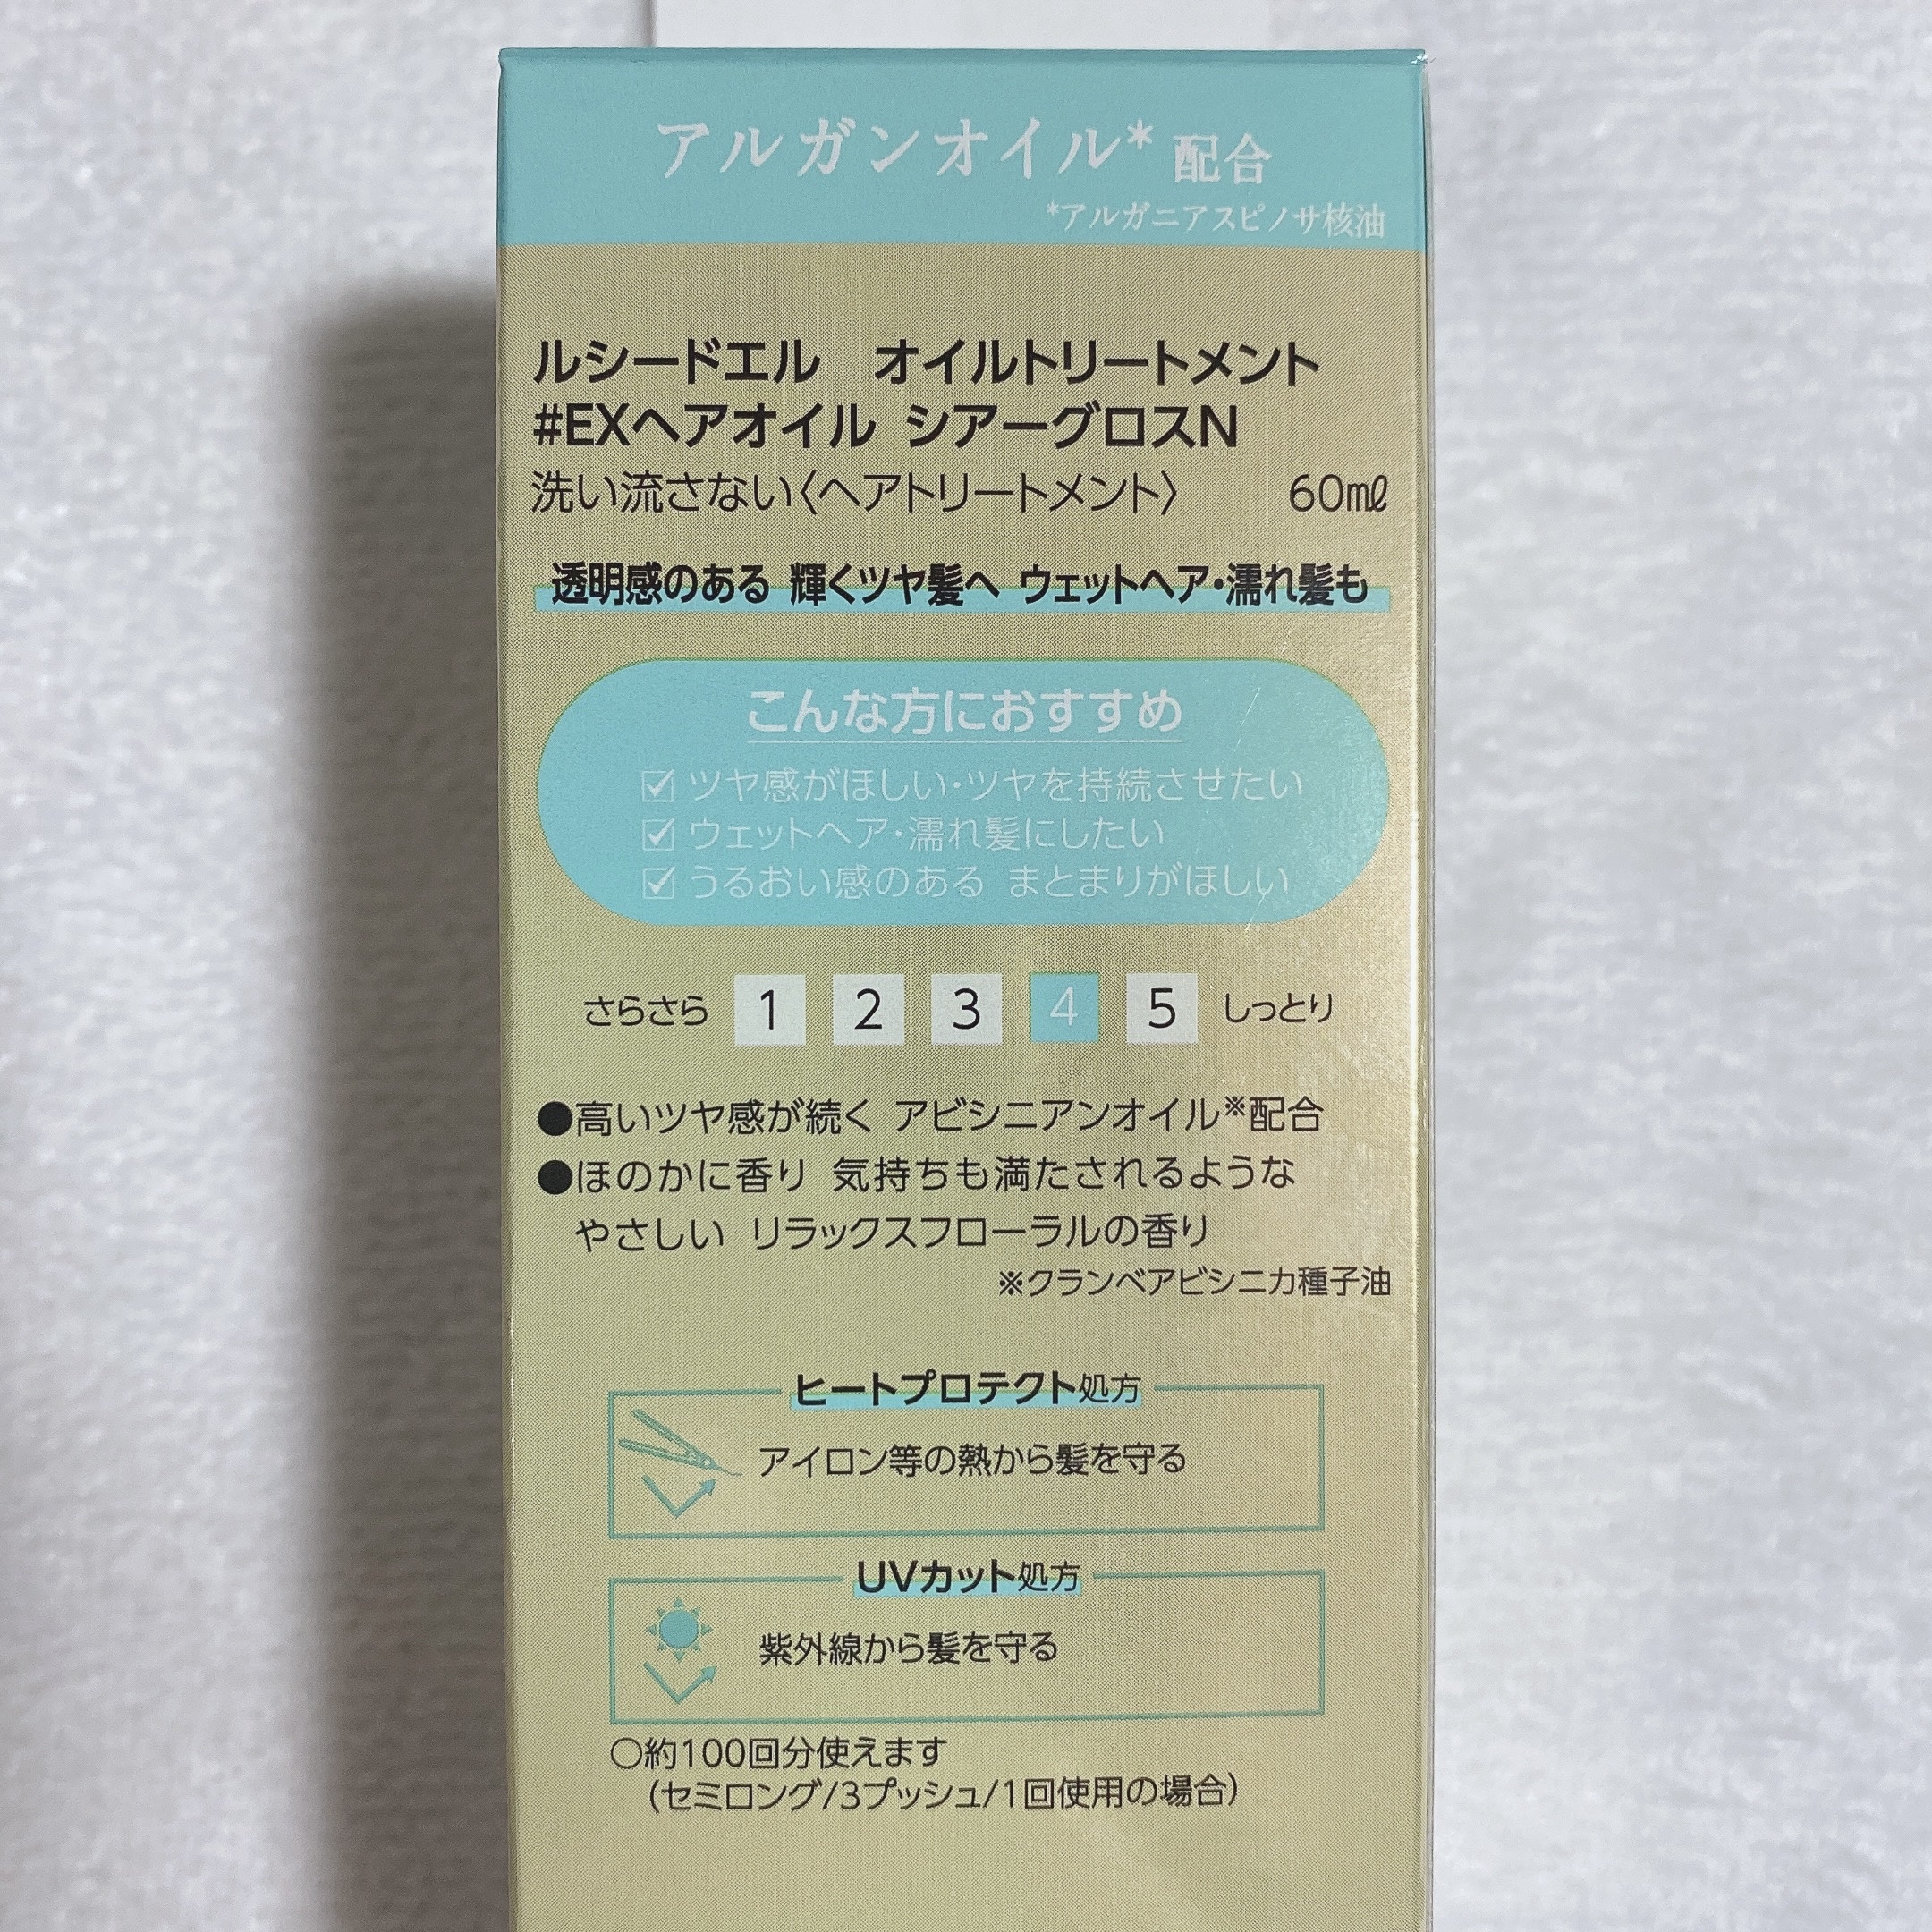 アルガンオイル* 配合
*アルガニアスピノサ核油
ルシードエル オイルトリートメント
#EXヘアオイル シアーグロスN
洗い流さない〈ヘアトリートメント〉 60㎖
透明感のある 輝くツヤ髪へ ウェットヘア・濡れ髪も
こんな方におすすめ
☑ ツヤ感がほしい・ツヤを持続させたい
☑ ウェットヘア・濡れ髪にしたい
☑ うるおい感のある まとまりがほしい
さらさら 1 2 3 4 5 しっとり
●高いツヤ感が続く アビシニアンオイル※配合
●ほのかに香り 気持ちも満たされるような
やさしい リラックスフローラルの香り
※クランベアビシニカ種子油
ヒートプロテクト処方
アイロン等の熱から髪を守る
UVカット処方
紫外線から髪を守る
○約100回分使えます
(セミロング/3プッシュ/1回使用の場合)